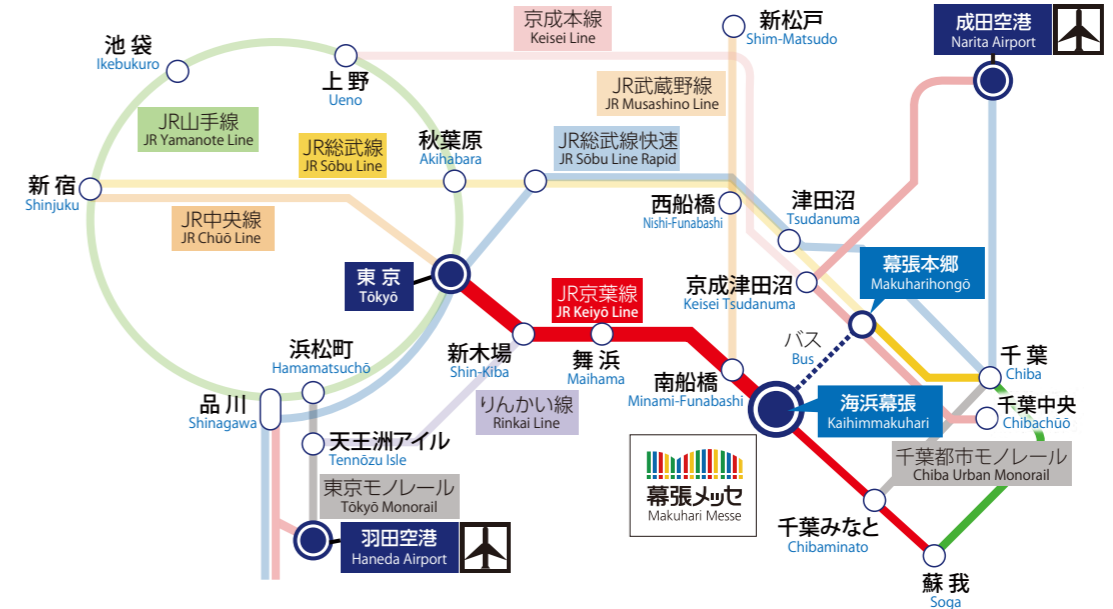 京成本線
Keisei Line
新松戸
Shim-Matsudo
成田空港
Narita Airport
池袋
Ikebukuro
上野
Ueno
JR武蔵野線
JR Musashino Line
JR山手線
JR Yamanote Line
JR総武線
JR Sōbu Line
秋葉原
Akihabara
JR総武線快速
JR Sōbu Line Rapid
新宿
Shinjuku
JR中央線
JR Chūō Line
西船橋
Nishi-Funabashi
津田沼
Tsudanuma
東京
Tōkyō
JR京葉線
JR Keiyō Line
京成津田沼
Keisei Tsudanuma
幕張本郷
Makuharihongō
バス
Bus
浜松町
Hamamatsuchō
新木場
Shin-Kiba
舞浜
Maihama
南船橋
Minami-Funabashi
千葉
Chiba
品川
Shinagawa
りんかい線
Rinkai Line
海浜幕張
Kaihimmakuhari
千葉中央
Chibachūō
天王洲アイル
Tennōzu Isle
幕張メッセ
Makuhari Messe
千葉都市モノレール
Chiba Urban Monorail
東京モノレール
Tōkyō Monorail
千葉みなと
Chibaminato
羽田空港
Haneda Airport
蘇我
Soga